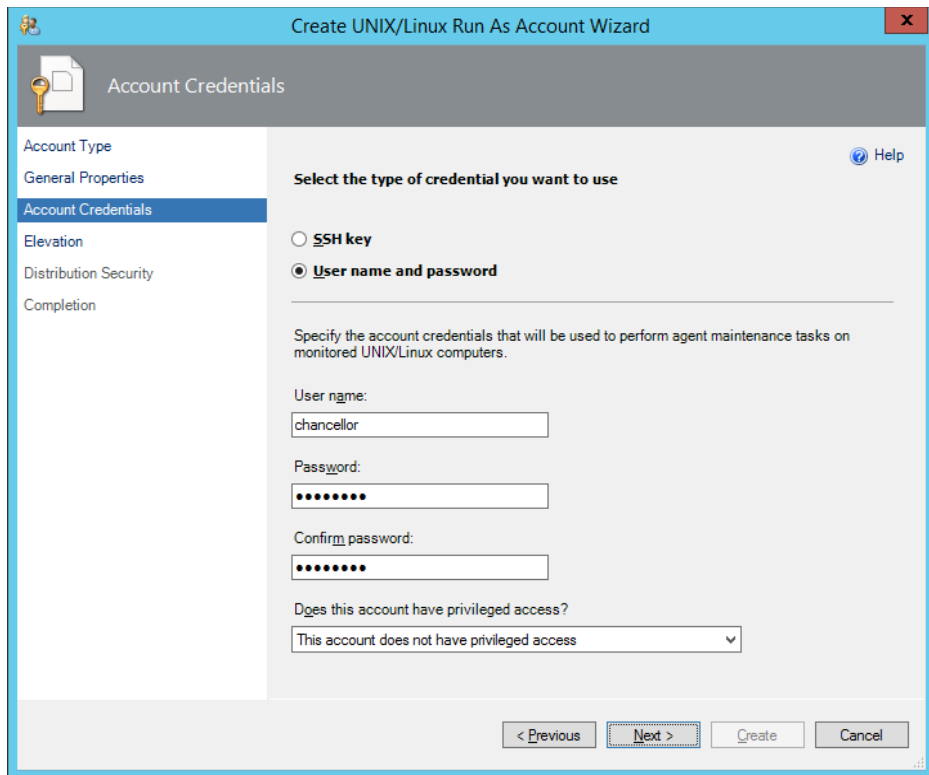 Create UNIX/Linux Run As Account Wizard
x
Account Credentials
Account Type
General Properties
Account Credentials
Elevation
Distribution Security
Completion
Help
Select the type of credential you want to use
SSH key
User name and password
Specify the account credentials that will be used to perform agent maintenance tasks on
monitored UNIX/Linux computers.
User name:
chancellor
Password:
••••••••
Confirm password:
••••••••
Does this account have privileged access?
This account does not have privileged access
< Previous
Next >
Create
Cancel